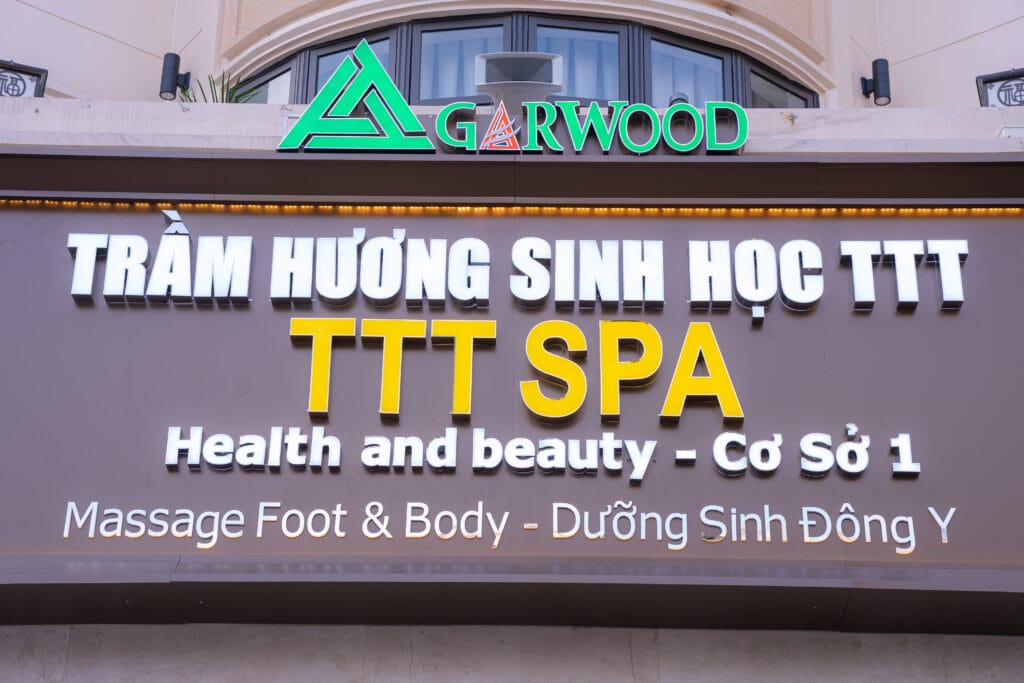 AGARWOOD
TRẦM HƯƠNG SINH HỌC TTT
TTT SPA
Health and beauty - Cơ Sở 1
Massage Foot & Body - Dưỡng Sinh Đông Y